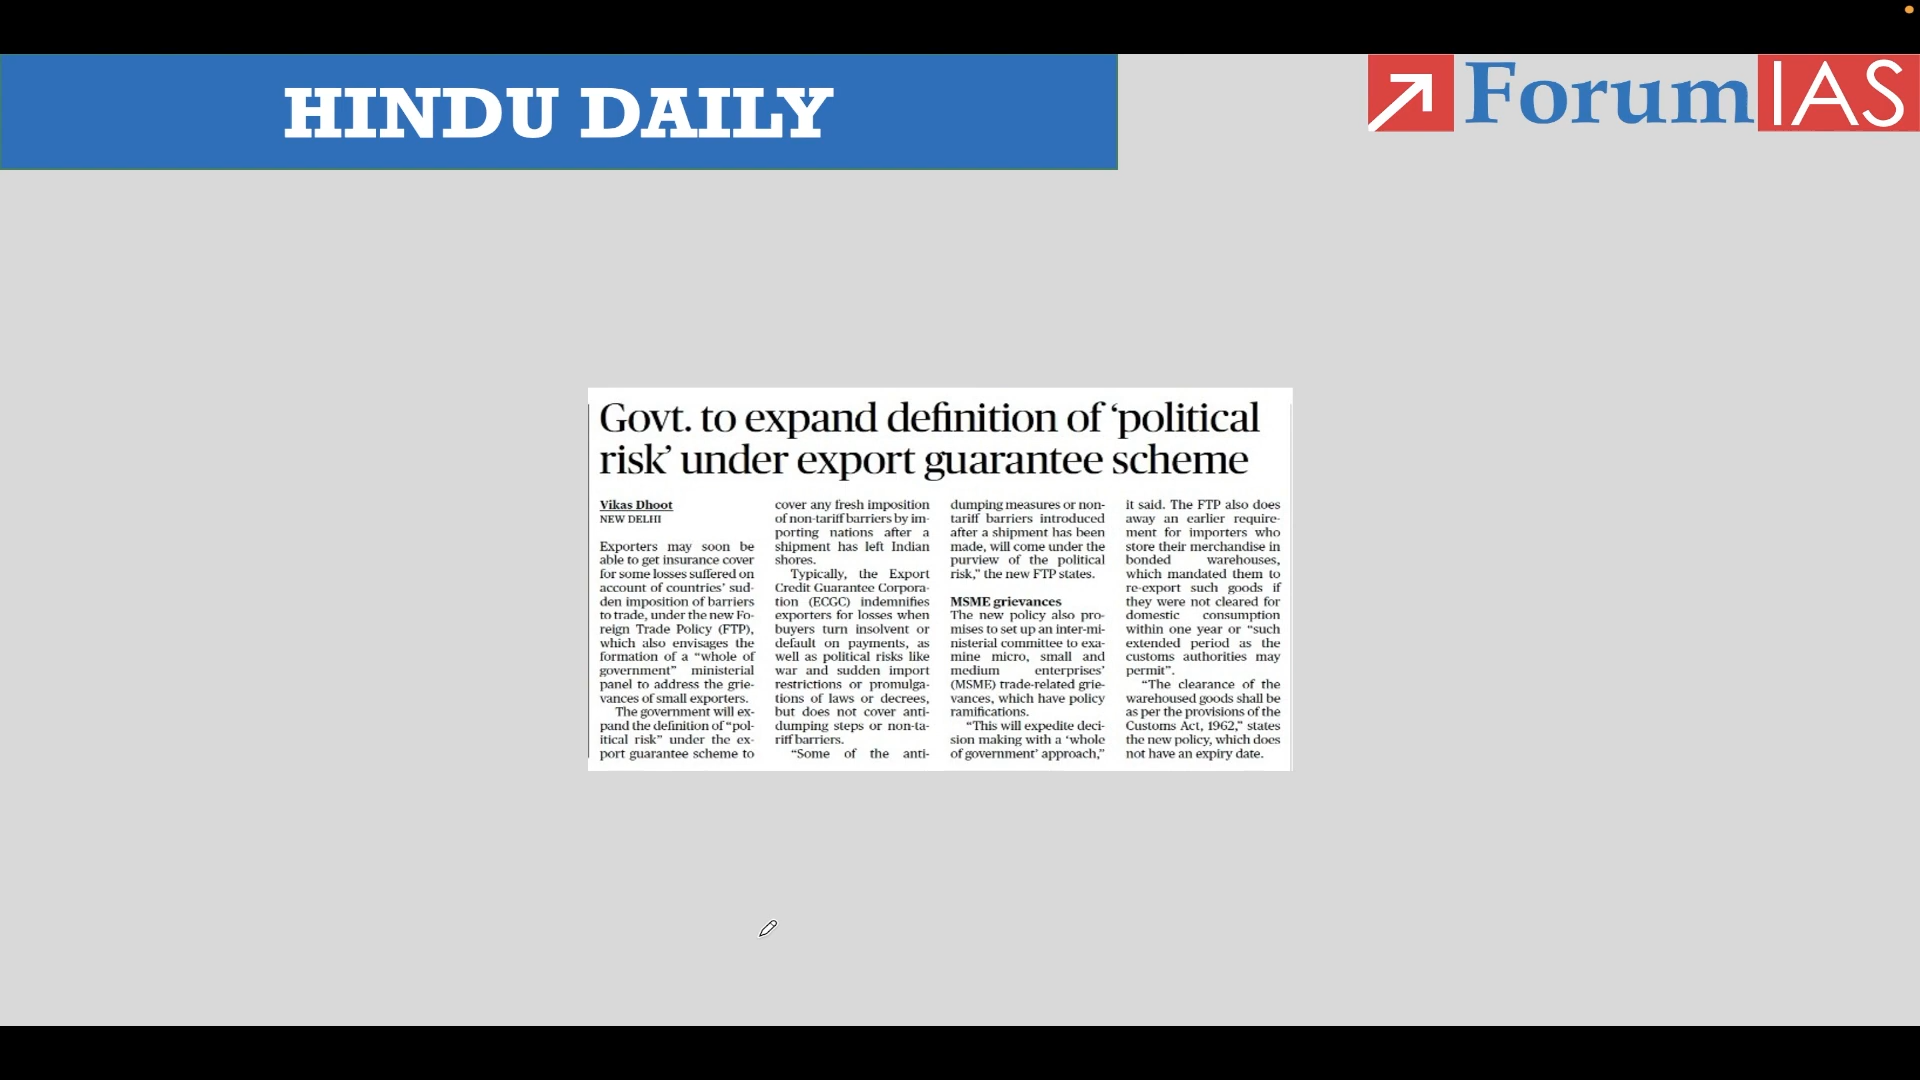 HINDU DAILY
Forum IAS
Govt. to expand definition of ‘political
risk’ under export guarantee scheme
Vikas Dhoot
NEW DELHI
Exporters may soon be
able to get insurance cover
for some losses suffered on
account of countries’ sud-
den imposition of barriers
to trade, under the new Fo-
reign Trade Policy (FTP),
which also envisages the
formation of a “whole of
government” ministerial
panel to address the grie-
vances of small exporters.
The government will ex-
pand the definition of “pol-
itical risk” under the ex-
port guarantee scheme to
cover any fresh imposition
of non-tariff barriers by im-
porting nations after a
shipment has left Indian
shores.
Typically, the Export
Credit Guarantee Corpora-
tion (ECGC) indemnifies
exporters for losses when
buyers turn insolvent or
default on payments, as
well as political risks like
war and sudden import
restrictions or promulga-
tions of laws or decrees,
but does not cover anti-
dumping steps or non-ta-
riff barriers.
“Some of the anti-
dumping measures or non-
tariff barriers introduced
after a shipment has been
made, will come under the
purview of the political
risk,” the new FTP states.
MSME grievances
The new policy also pro-
mises to set up an inter-mi-
nisterial committee to exa-
mine micro, small and
medium enterprises’
(MSME) trade-related grie-
vances, which have policy
ramifications.
“This will expedite deci-
sion making with a ‘whole
of government’ approach,”
it said. The FTP also does
away an earlier require-
ment for importers who
store their merchandise in
bonded warehouses,
which mandated them to
re-export such goods if
they were not cleared for
domestic consumption
within one year or “such
extended period as the
customs authorities may
permit”.
“The clearance of the
warehoused goods shall be
as per the provisions of the
Customs Act, 1962,” states
the new policy, which does
not have an expiry date.